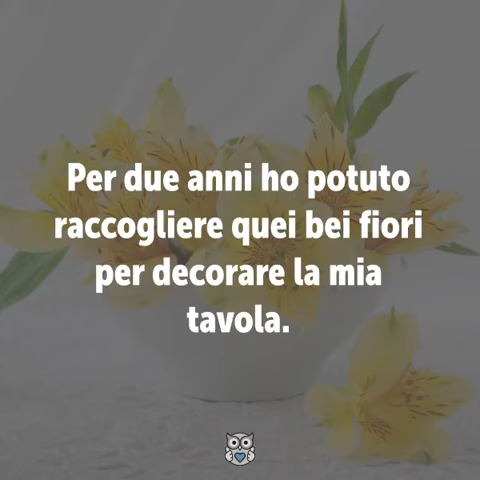 Per due anni ho potuto
raccogliere quei bei fiori
per decorare la mia
tavola.